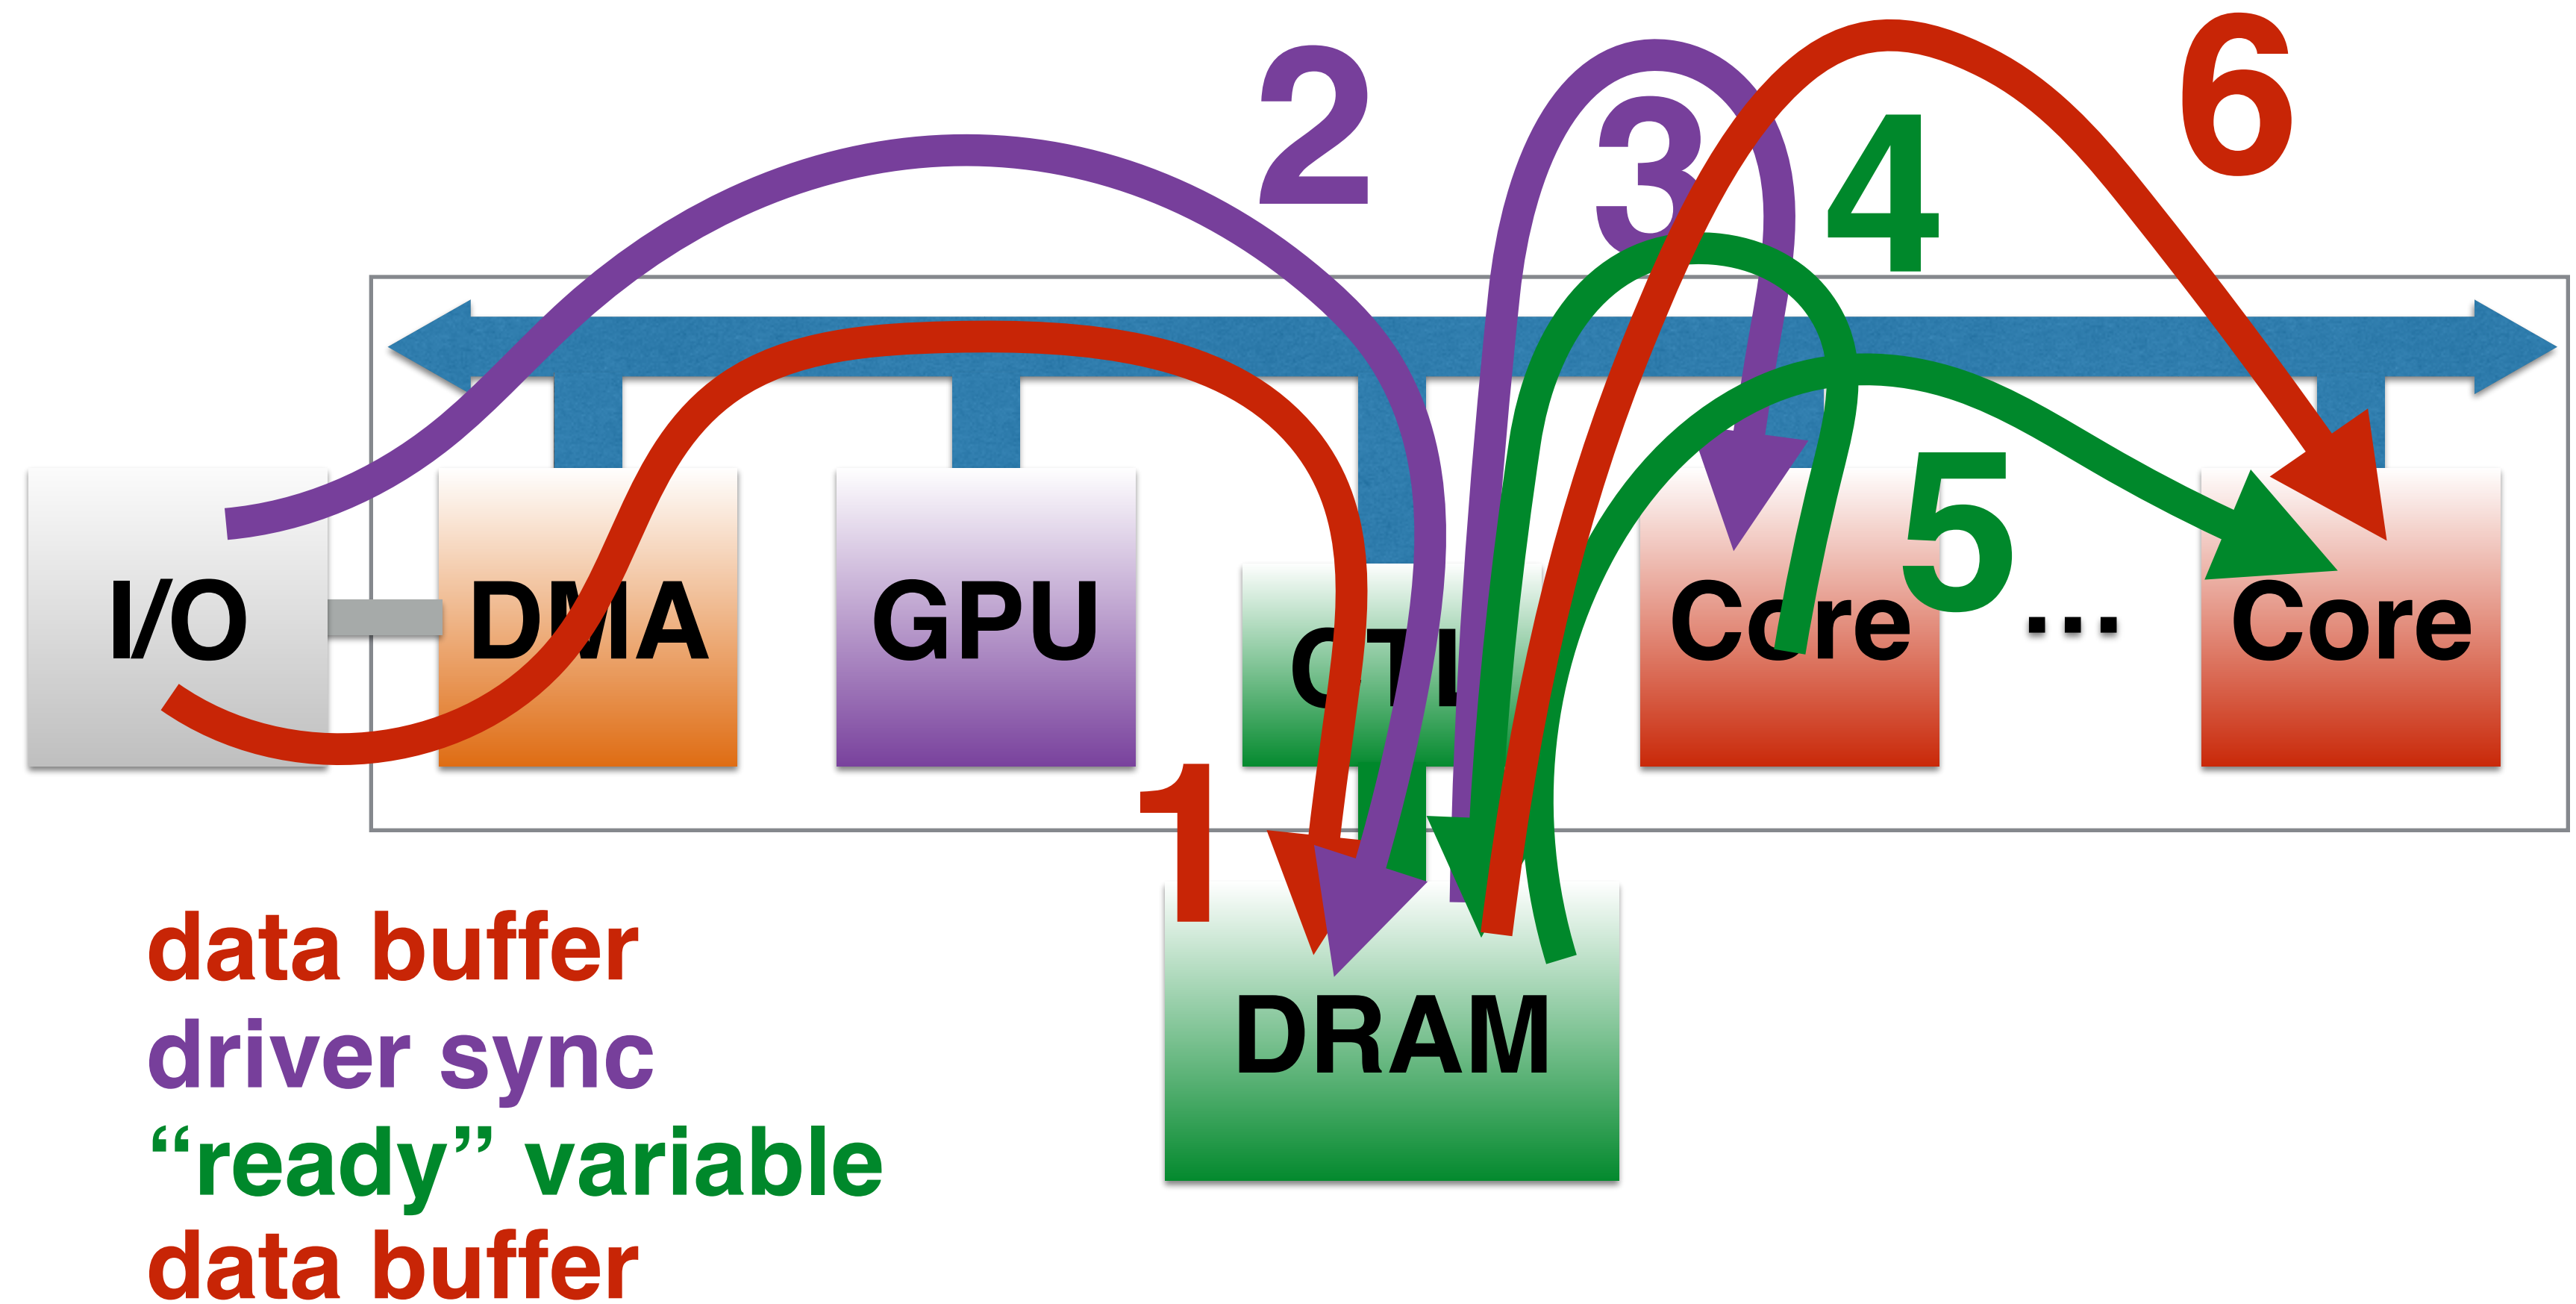 2
3
4
6
5
I/O
DMA
GPU
CTL
Core
...
Core
1
DRAM
data buffer
driver sync
“ready” variable
data buffer